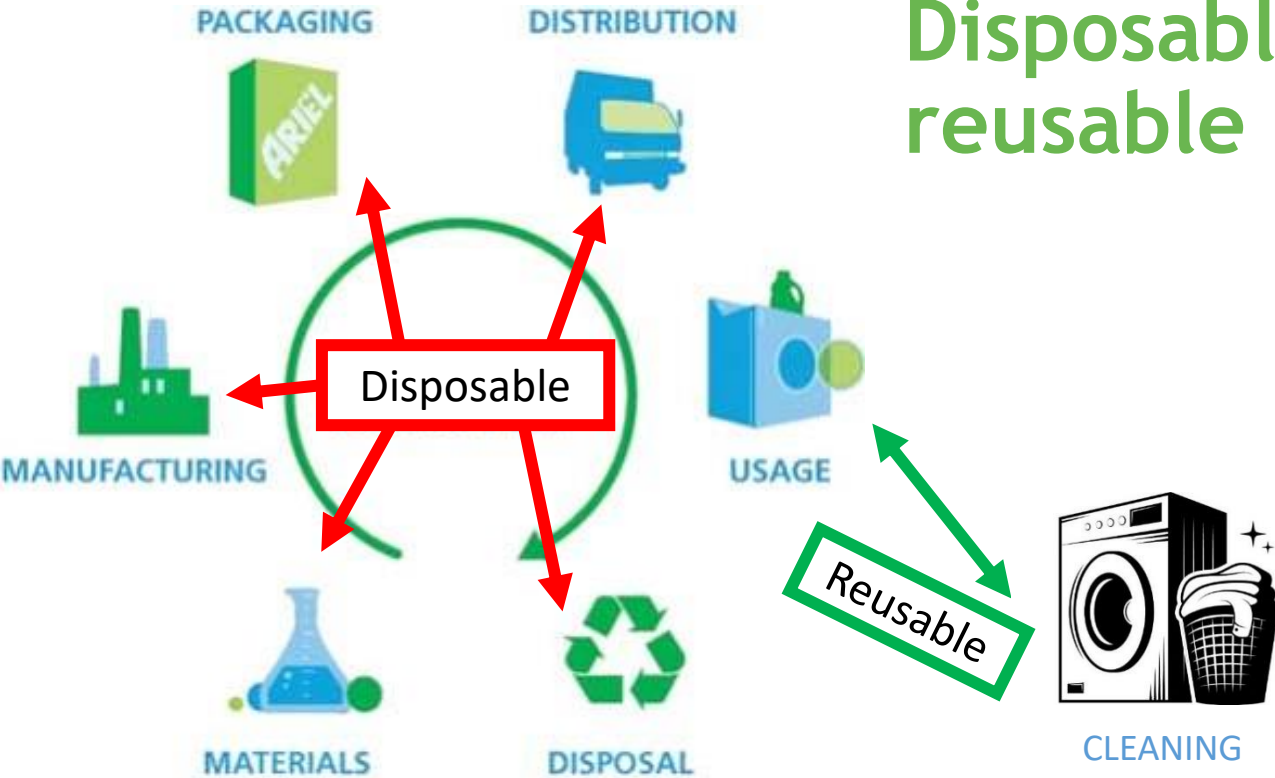 PACKAGING
DISTRIBUTION
Disposabl
reusable
ARIEL
Disposable
MANUFACTURING
USAGE
Reusable
MATERIALS
DISPOSAL
CLEANING